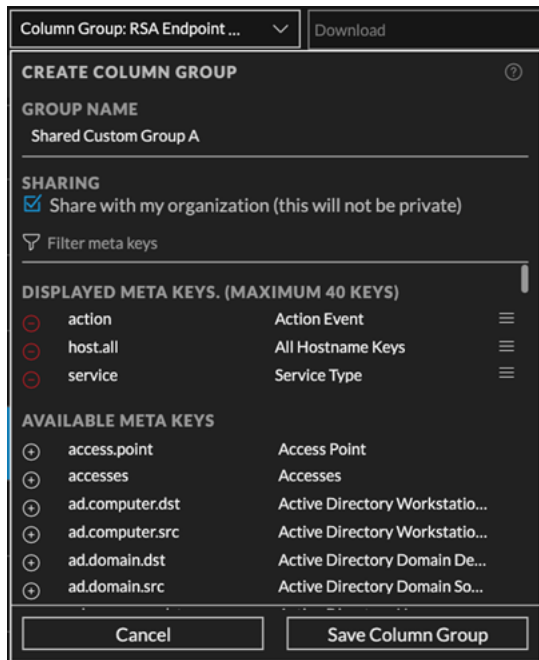 Column Group: RSA Endpoint ... Download
CREATE COLUMN GROUP
GROUP NAME
Shared Custom Group A
SHARING
Share with my organization (this will not be private)
Filter meta keys
DISPLAYED META KEYS. (MAXIMUM 40 KEYS)
action Action Event
host.all All Hostname Keys
service Service Type
AVAILABLE META KEYS
access.point Access Point
accesses Accesses
ad.computer.dst Active Directory Workstatio...
ad.computer.src Active Directory Workstatio...
ad.domain.dst Active Directory Domain De...
ad.domain.src Active Directory Domain So...
Cancel Save Column Group